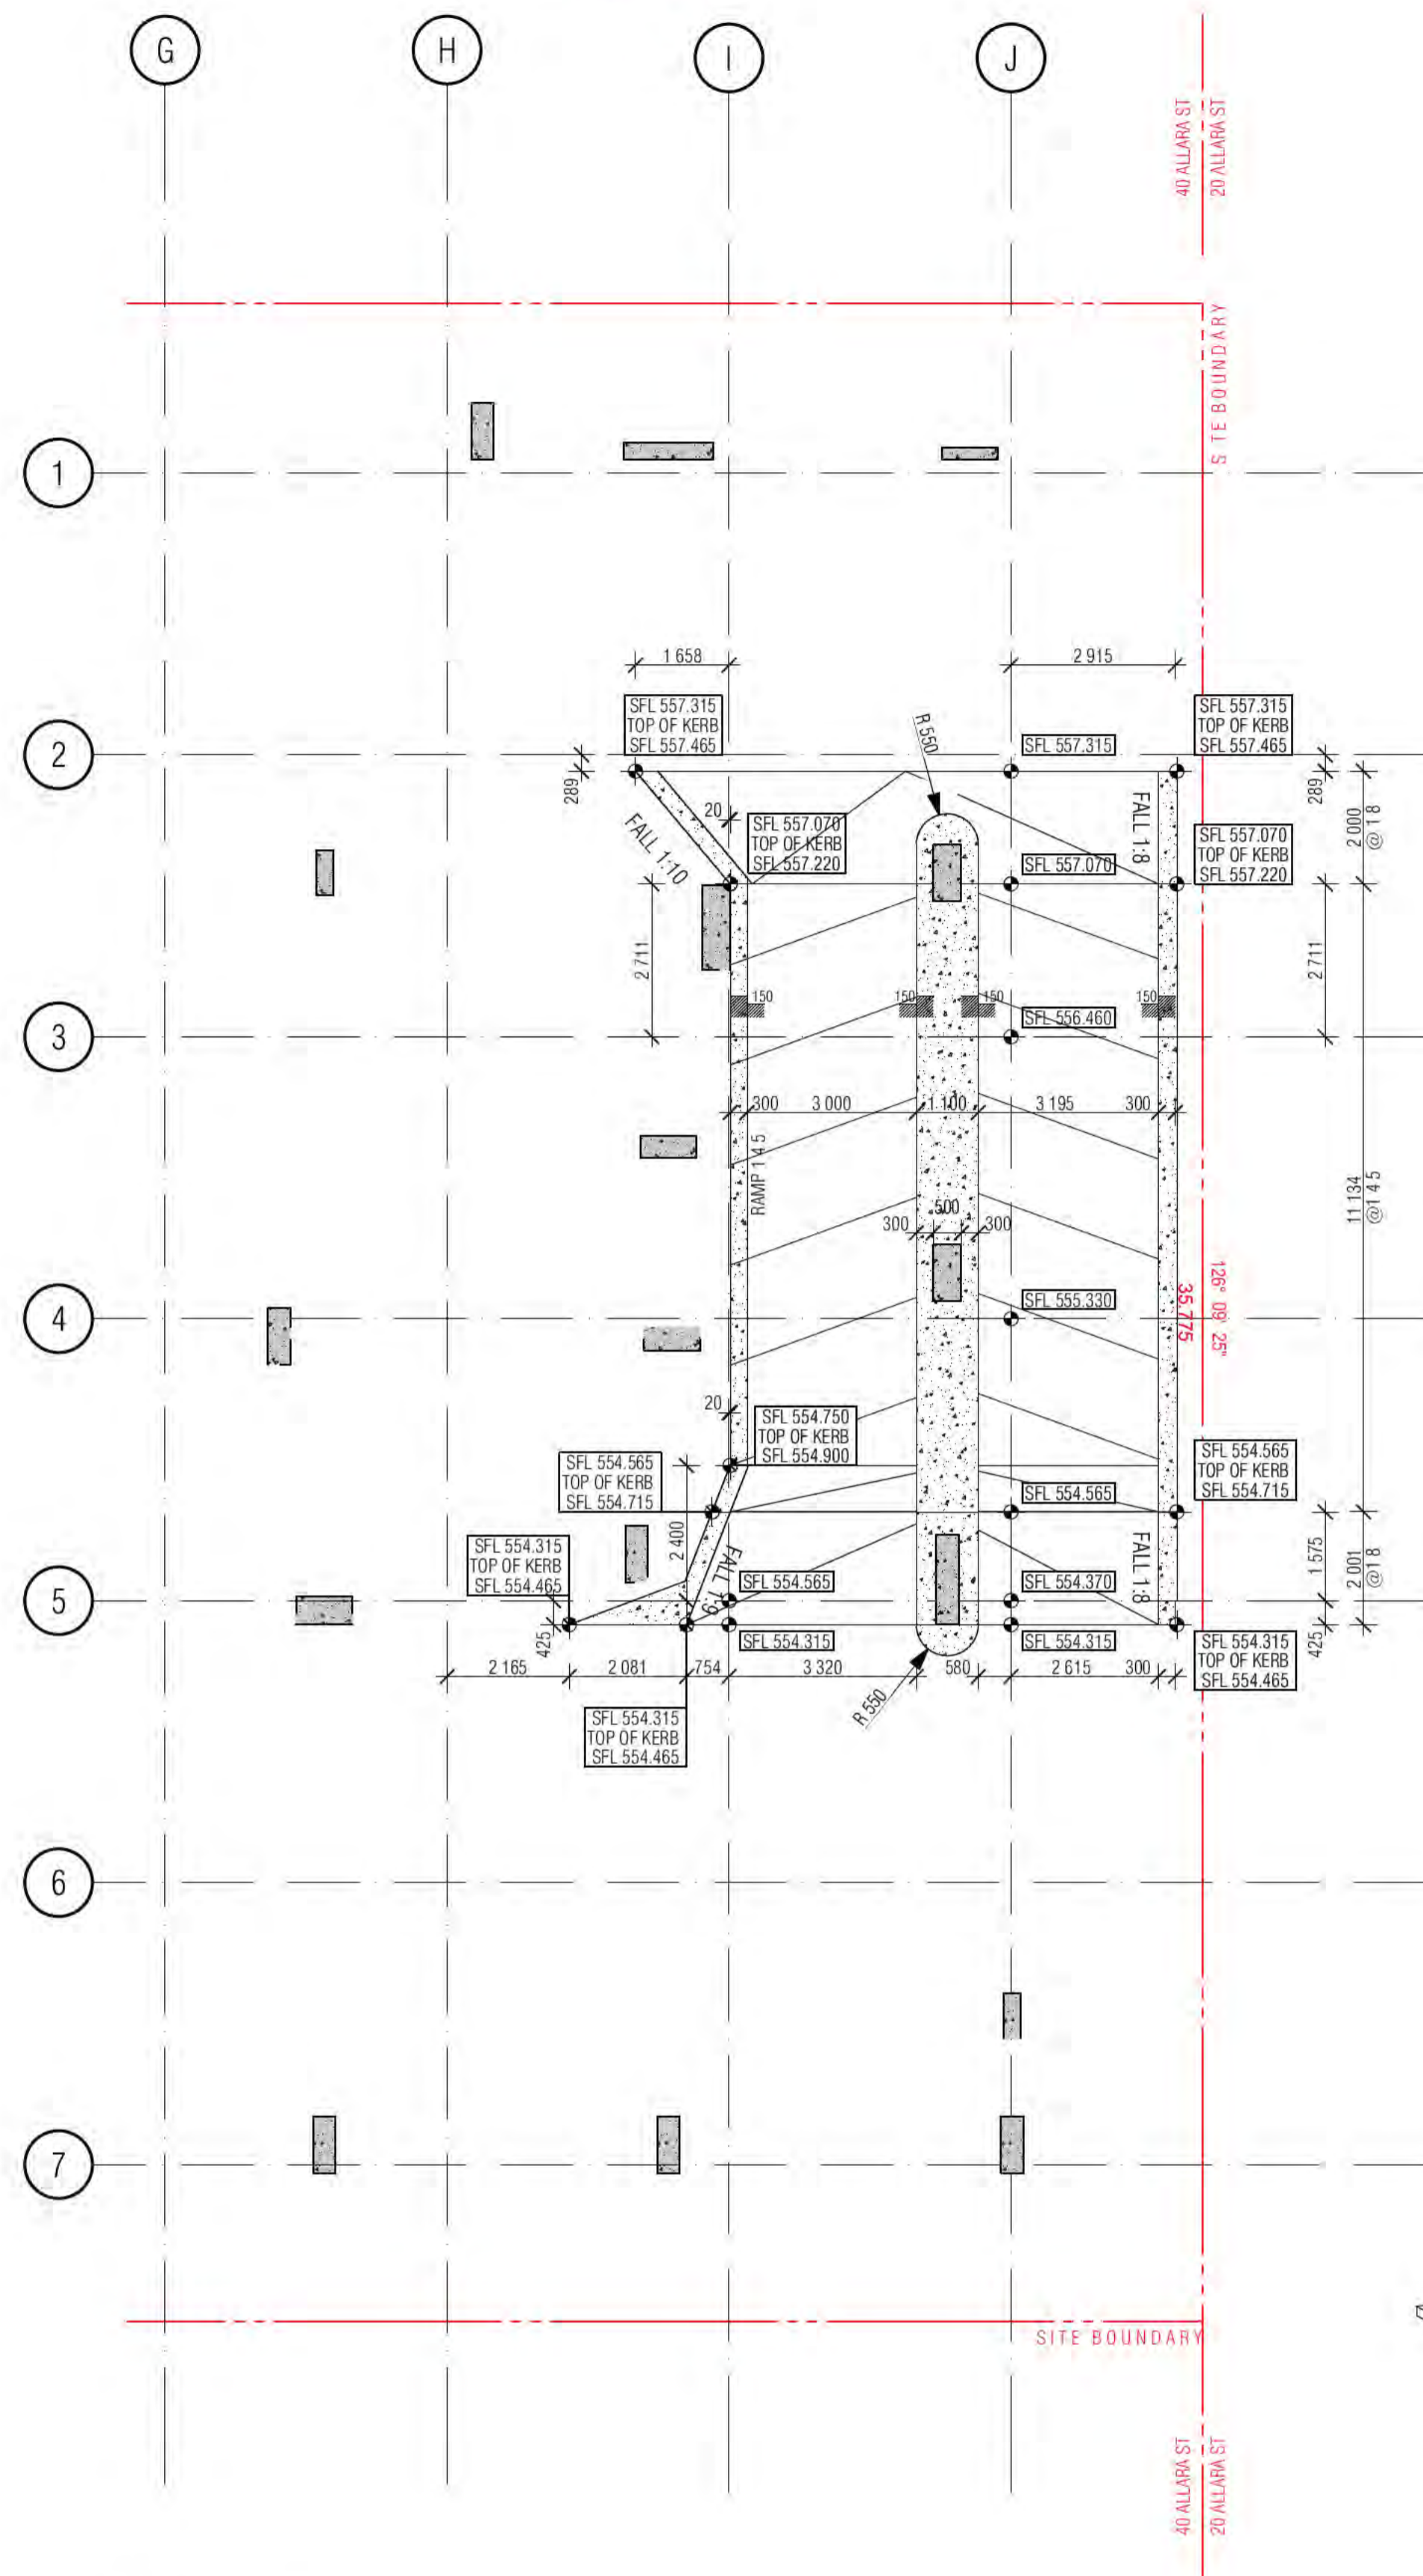 G
H
I
J
40 ALLARA ST
20 ALLARA ST
SITE BOUNDARY
1
1 658
2 915
SFL 557.315
TOP OF KERB
SFL 557.465
R 550
SFL 557.315
SFL 557.315
TOP OF KERB
SFL 557.465
2
289
289
20
FALL 1:10
SFL 557.070
TOP OF KERB
SFL 557.220
SFL 557.070
FALL 1:8
SFL 557.070
TOP OF KERB
SFL 557.220
2 000
@1 8
2 711
2 711
150
150
150
150
SFL 556.460
3
300
3 000
1 100
3 195
300
RAMP 1 4 5
11 134
@1 4 5
300
500
300
SFL 555.330
4
35.775
126° 09' 25"
20
SFL 554.750
TOP OF KERB
SFL 554.900
SFL 554.565
TOP OF KERB
SFL 554.715
SFL 554.565
SFL 554.565
TOP OF KERB
SFL 554.715
2 400
FALL 1:9
FALL 1:8
1 575
2 001
@1 8
SFL 554.315
TOP OF KERB
SFL 554.465
SFL 554.565
SFL 554.370
5
425
SFL 554.315
SFL 554.315
SFL 554.315
TOP OF KERB
SFL 554.465
425
2 165
2 081
754
3 320
580
2 615
300
R 550
SFL 554.315
TOP OF KERB
SFL 554.465
6
7
SITE BOUNDARY
40 ALLARA ST
20 ALLARA ST